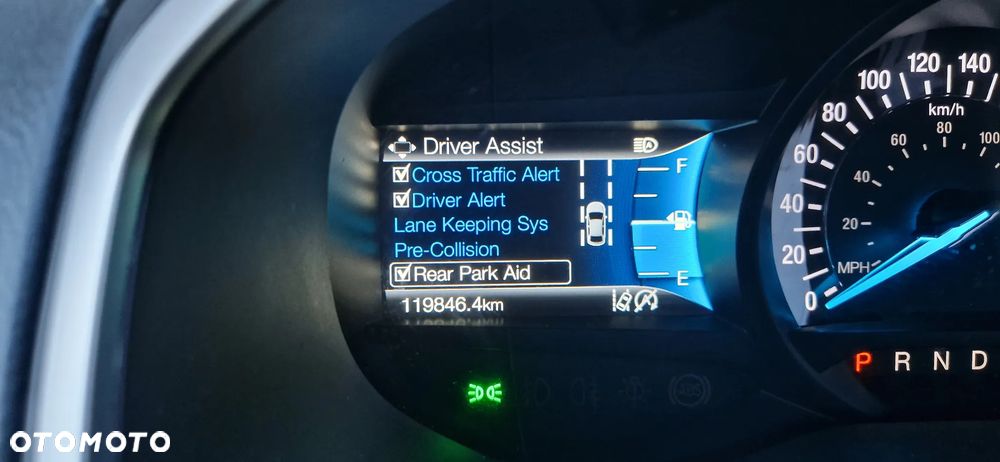 Driver Assist
Cross Traffic Alert
Driver Alert
Lane Keeping Sys
Pre-Collision
Rear Park Aid
119846.4km
F
E
0
20
40
60
80
100
120
140
km/h
20
40
60
80
100
MPH
P R N D
OTOMOTO